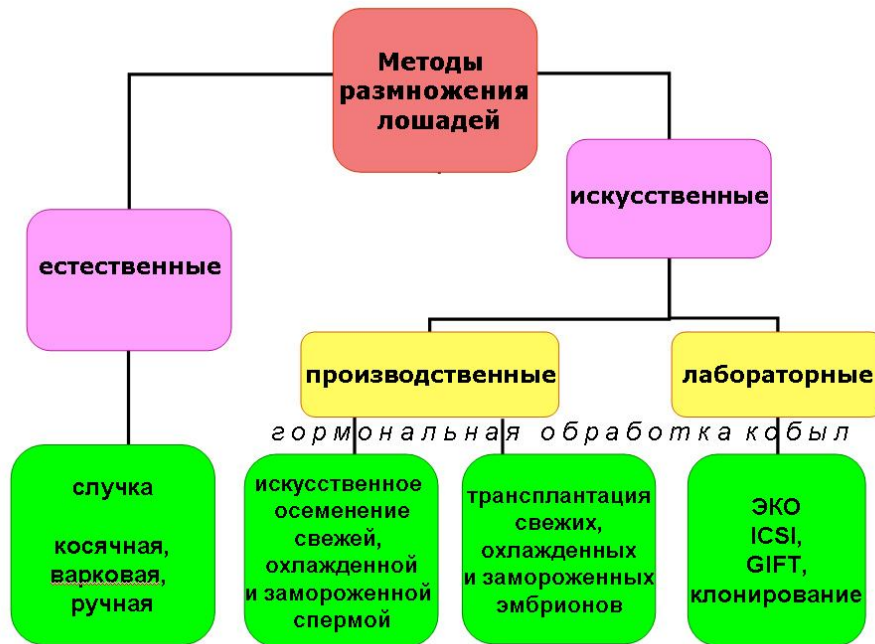 Методы
размножения
лошадей
искусственные
естественные
производственные
лабораторные
гормональная обработка кобыл
случка
косячная,
варковая,
ручная
искусственное
осеменение
свежей,
охлажденной
и замороженной
спермой
трансплантация
свежих,
охлажденных
и замороженных
эмбрионов
ЭКО
ICSI,
GIFT,
клонирование